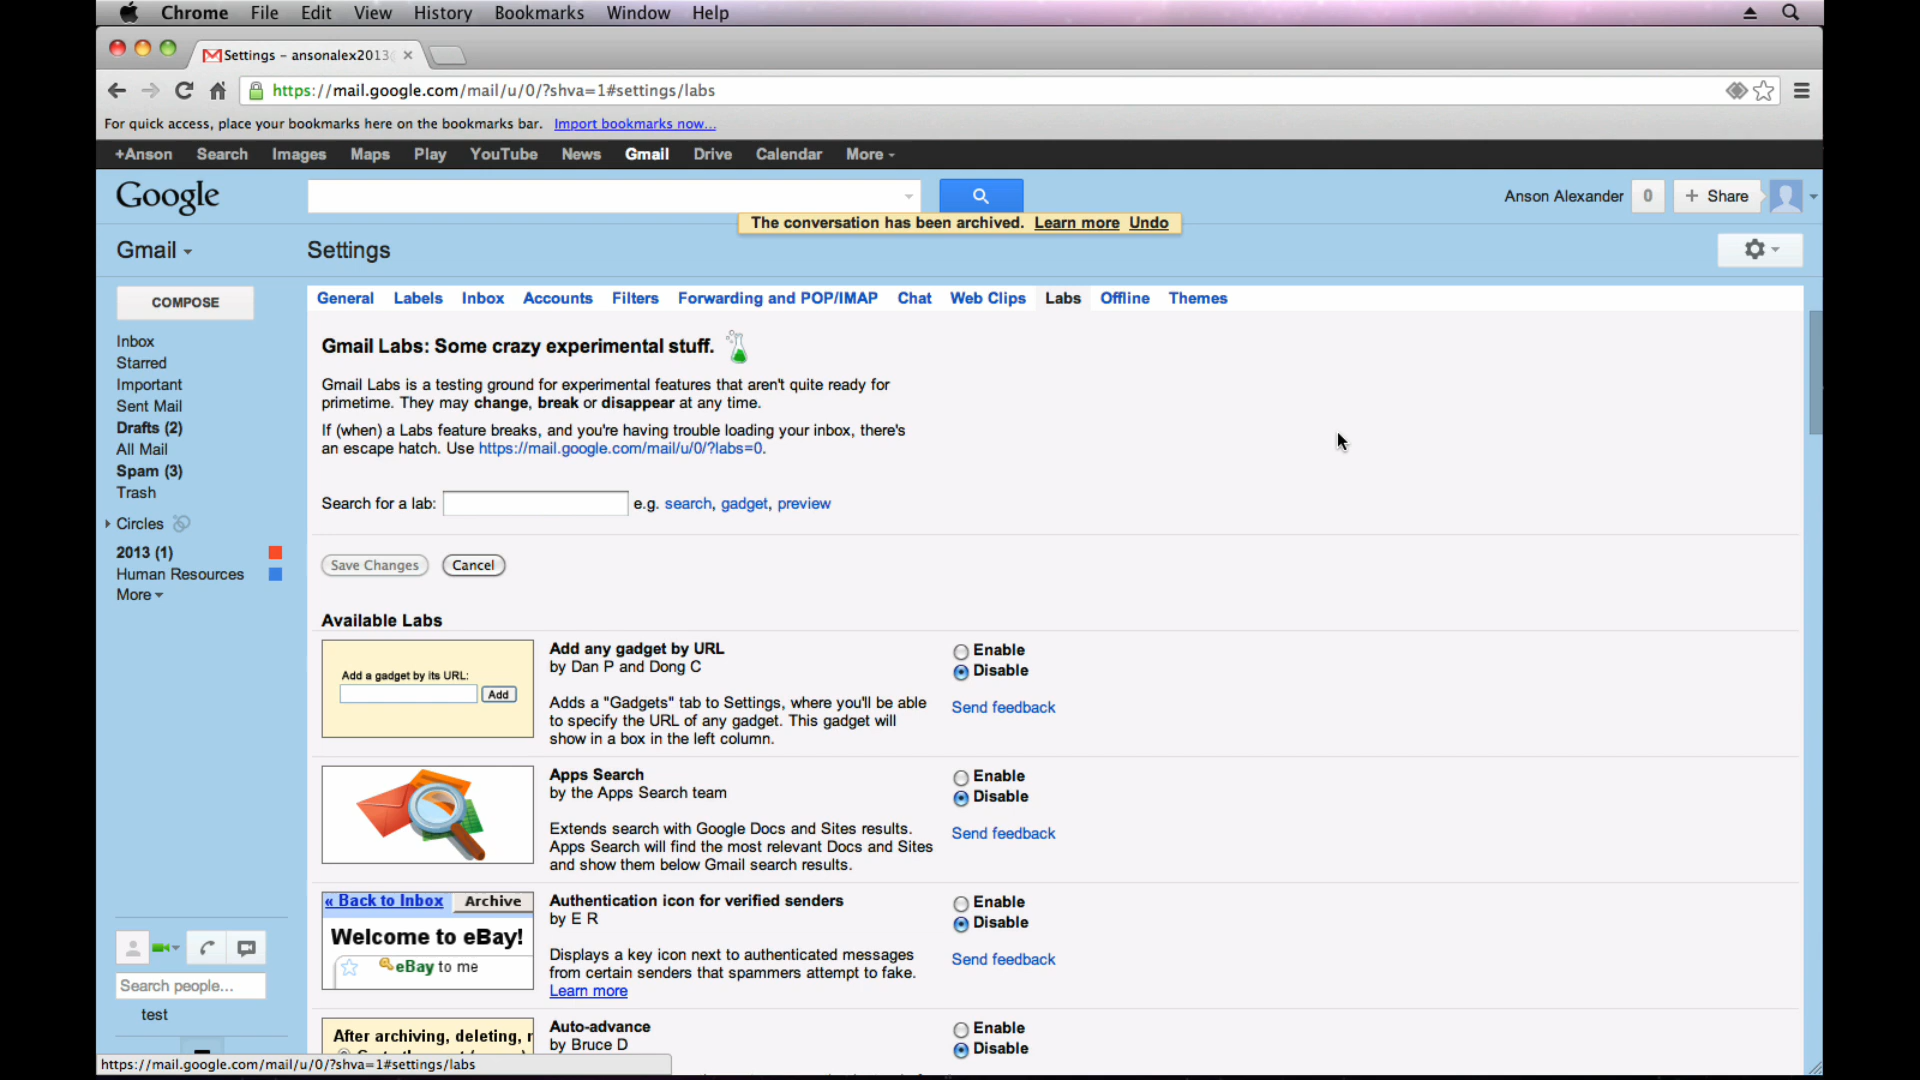 Chrome File Edit View History Bookmarks Window Help
Settings – ansonalex2013
https://mail.google.com/mail/u/0/?shva=1#settings/labs
For quick access, place your bookmarks here on the bookmarks bar. Import bookmarks now...
+Anson Search Images Maps Play YouTube News Gmail Drive Calendar More
Google
Anson Alexander 0 + Share
The conversation has been archived. Learn more Undo
Gmail
Settings
COMPOSE
Inbox
Starred
Important
Sent Mail
Drafts (2)
All Mail
Spam (3)
Trash
Circles
2013 (1)
Human Resources
More
Search people...
test
General Labels Inbox Accounts Filters Forwarding and POP/IMAP Chat Web Clips Labs Offline Themes
Gmail Labs: Some crazy experimental stuff.
Gmail Labs is a testing ground for experimental features that aren't quite ready for
primetime. They may change, break or disappear at any time.
If (when) a Labs feature breaks, and you're having trouble loading your inbox, there's
an escape hatch. Use https://mail.google.com/mail/u/0/?labs=0.
Search for a lab: e.g. search, gadget, preview
Save Changes Cancel
Available Labs
Add a gadget by its URL:
Add
Add any gadget by URL
by Dan P and Dong C
Adds a "Gadgets" tab to Settings, where you'll be able
to specify the URL of any gadget. This gadget will
show in a box in the left column.
Enable
Disable
Send feedback
Apps Search
by the Apps Search team
Extends search with Google Docs and Sites results.
Apps Search will find the most relevant Docs and Sites
and show them below Gmail search results.
Enable
Disable
Send feedback
« Back to Inbox Archive
Welcome to eBay!
eBay to me
Authentication icon for verified senders
by E R
Displays a key icon next to authenticated messages
from certain senders that spammers attempt to fake.
Learn more
Enable
Disable
Send feedback
After archiving, deleting,
Auto-advance
by Bruce D
Enable
Disable
https://mail.google.com/mail/u/0/?shva=1#settings/labs